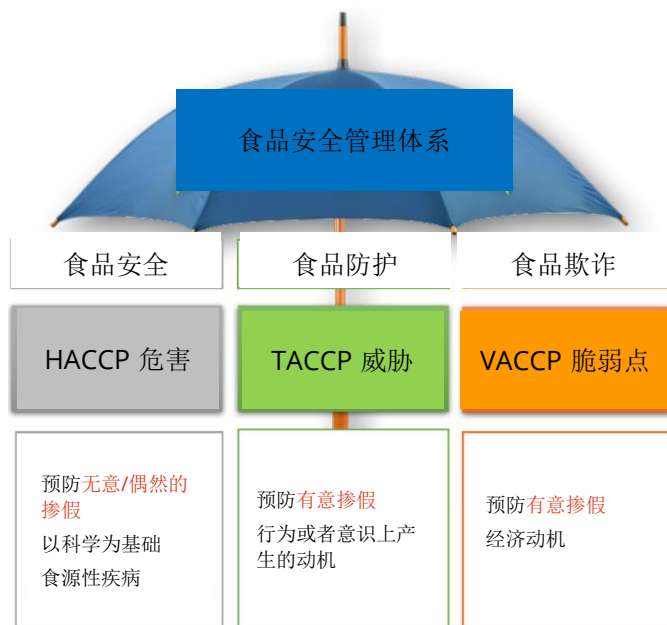 食品安全管理体系
食品安全
食品防护
食品欺诈
HACCP 危害
TACCP 威胁
VACCP 脆弱点
预防无意/偶然的
掺假
以科学为基础
食源性疾病
预防有意掺假
行为或者意识上产
生的动机
预防有意掺假
经济动机